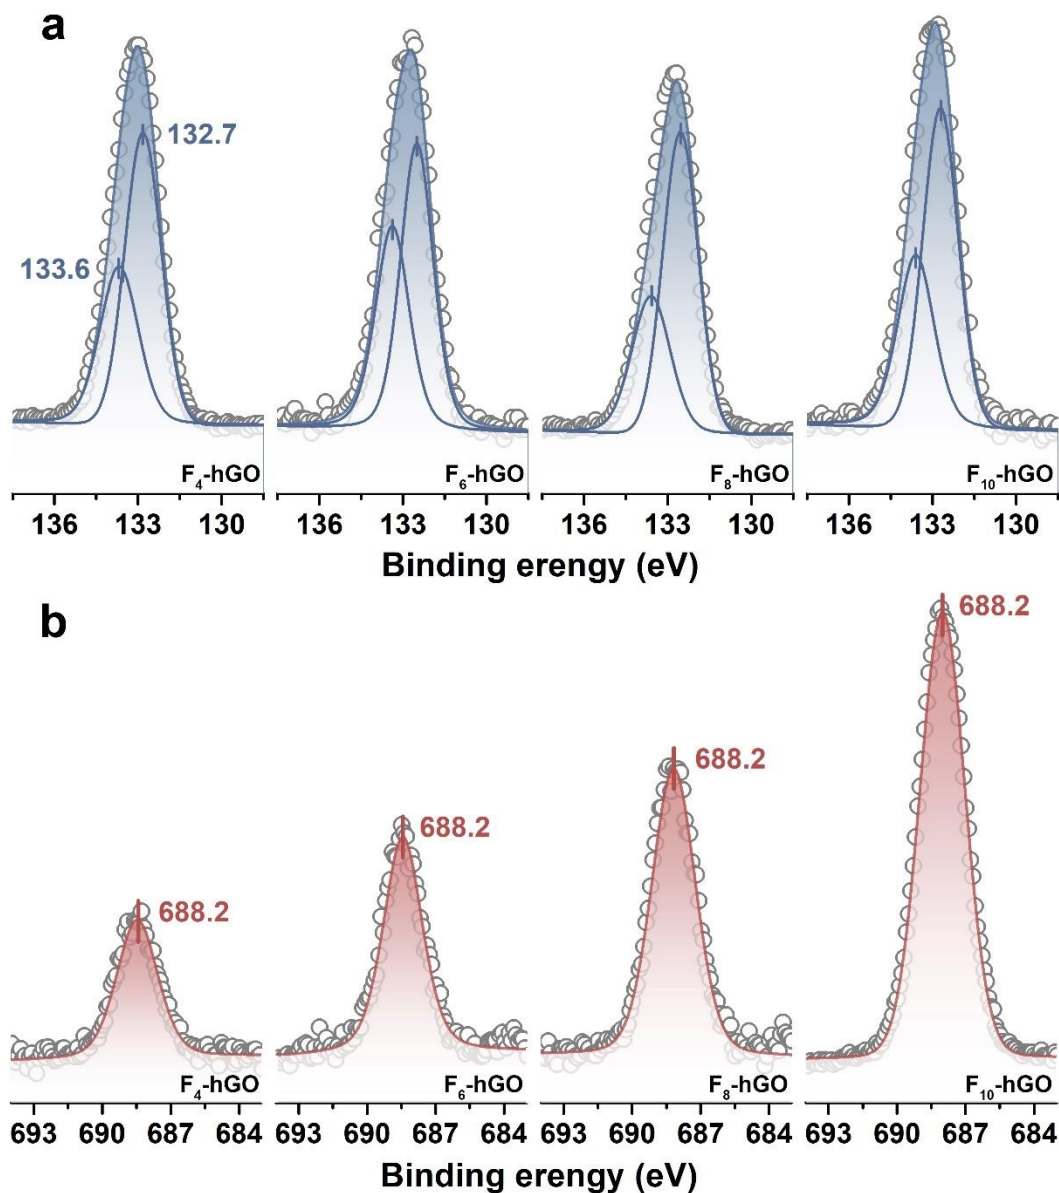 a
132.7
133.6
F₄-hGO
F₆-hGO
F₈-hGO
F₁₀-hGO
136 133 130 136 133 130 136 133 130 136 133 130
Binding erergy (eV)
b
688.2
688.2
688.2
688.2
F₄-hGO
F₆-hGO
F₈-hGO
F₁₀-hGO
693 690 687 684 693 690 687 684 693 690 687 684 693 690 687 684
Binding erergy (eV)